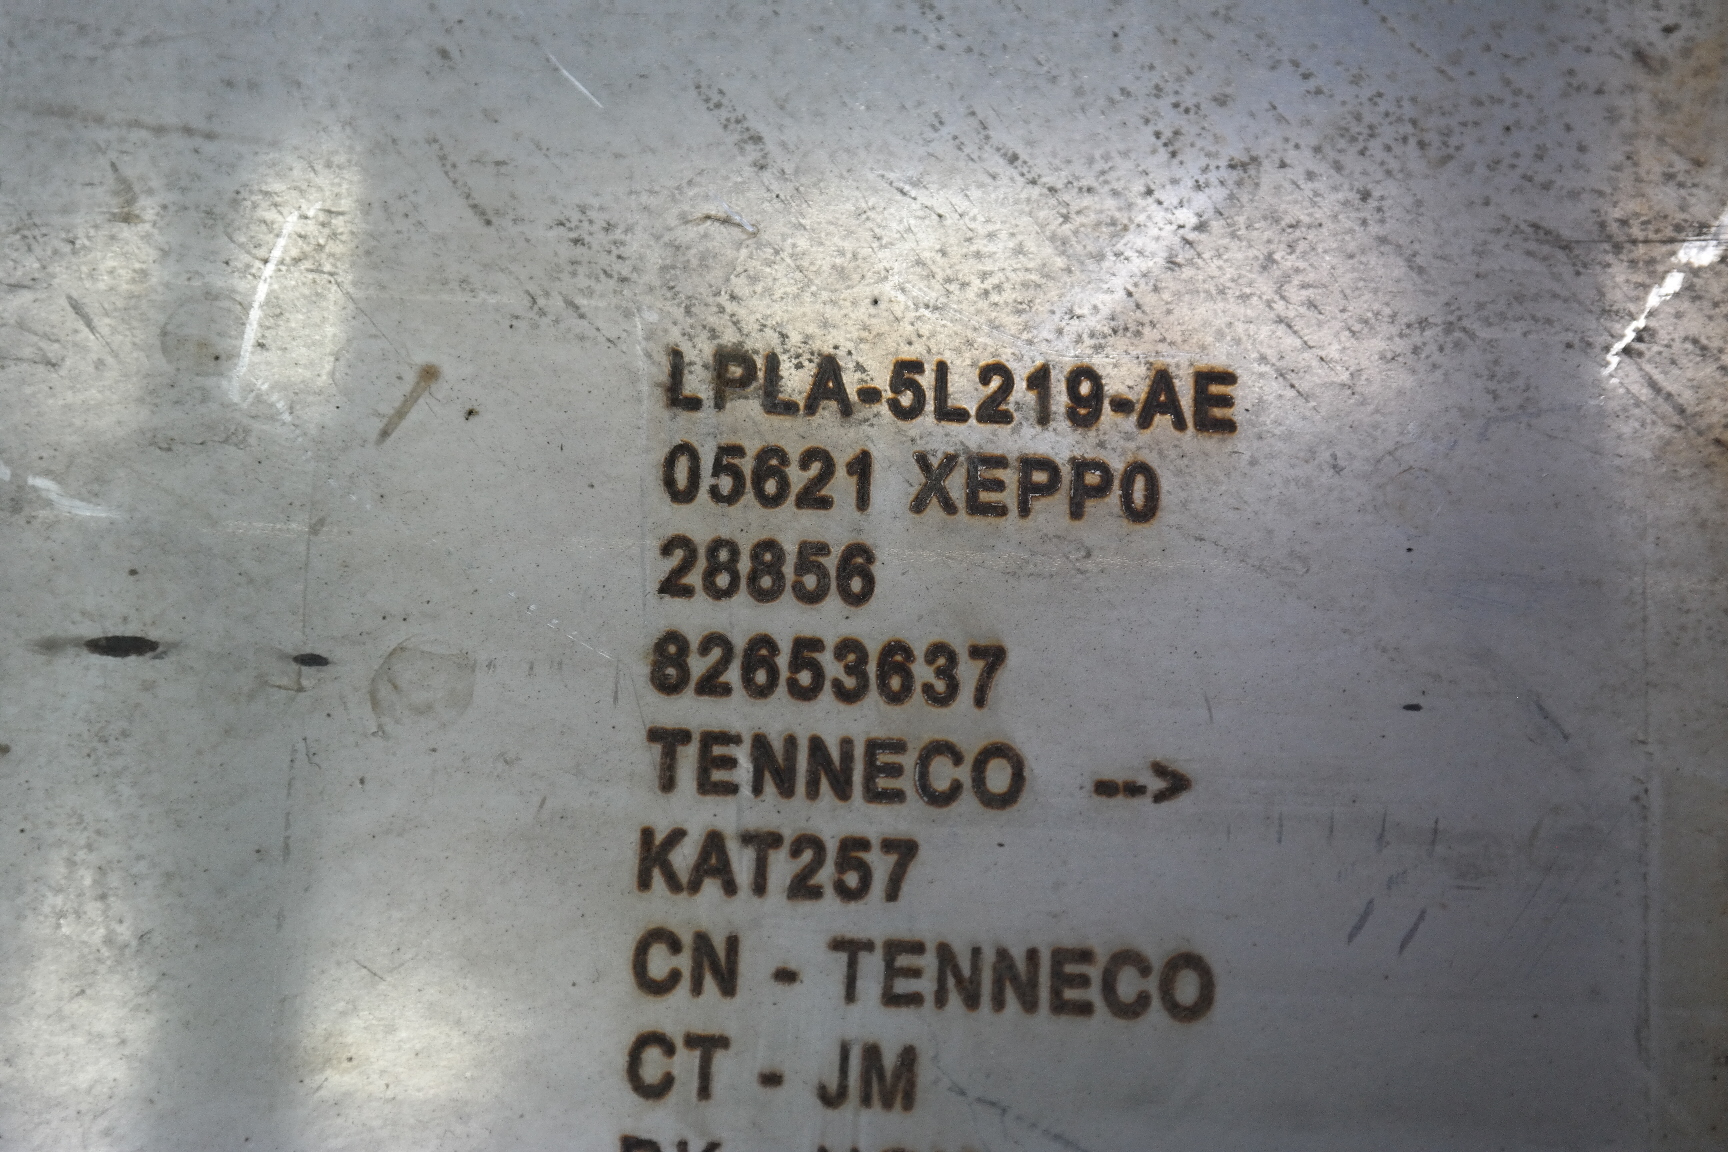 LPLA-5L219-AE
05621 XEPP0
28856
82653637
TENNECO -->
KAT257
CN - TENNECO
CT - JM